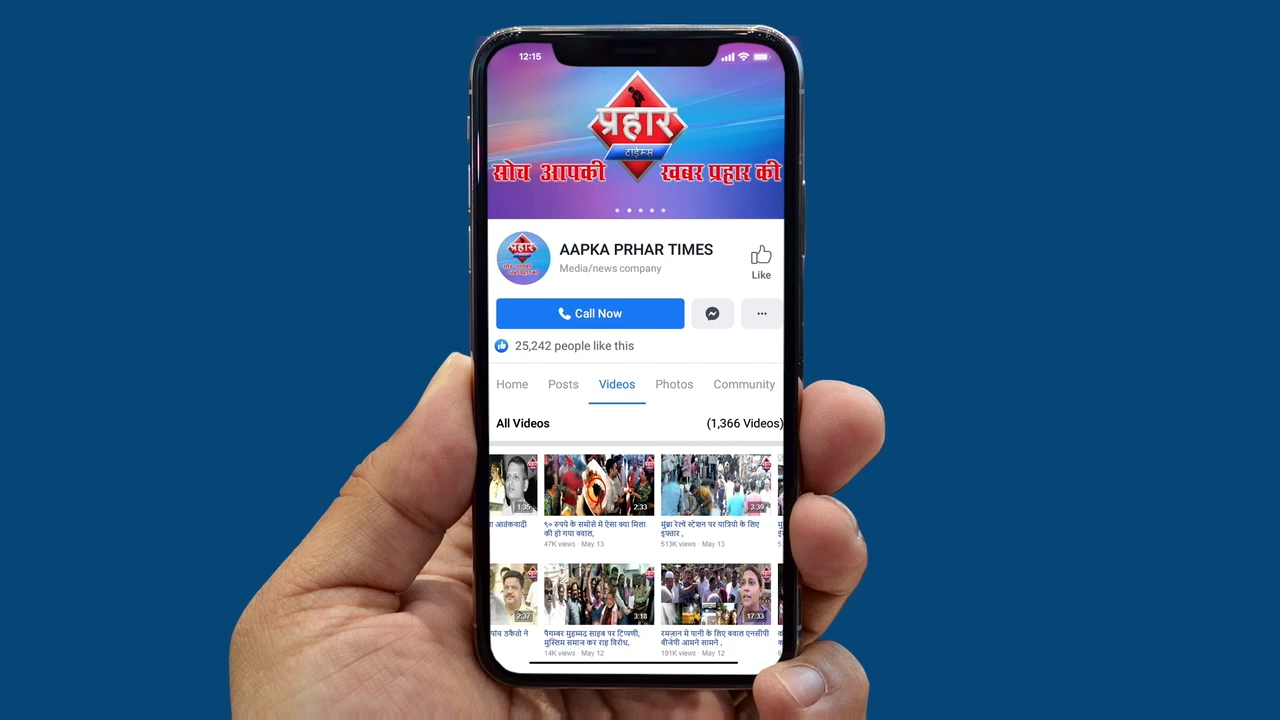 12:15
प्रहार
टाईम्स
सोच आपकी खबर प्रहार की
प्रहार
AAPKA PRHAR TIMES
Media/news company
Like
Call Now
25,242 people like this
Home Posts Videos Photos Community
All Videos (1,366 Videos)
1:35
2:33
3:39
आतंकवादी
९० रुपये के समोसे मे ऐसा क्या मिला
की हो गया बवाल,
47K views · May 13
मुंब्रा रेल्वे स्टेशन पर यात्रियो के लिए
इफ्तार ,
513K views · May 13
2:37
3:18
17:33
पांच डकैतो ने
पैगम्बर मुहम्मद साहब पर टिप्पणी,
मुस्लिम समाज कर राह विरोध,
14K views · May 12
रमज़ान मे पानी के लिए बवाल एनसीपी
बीजेपी आमने सामने ,
191K views · May 12